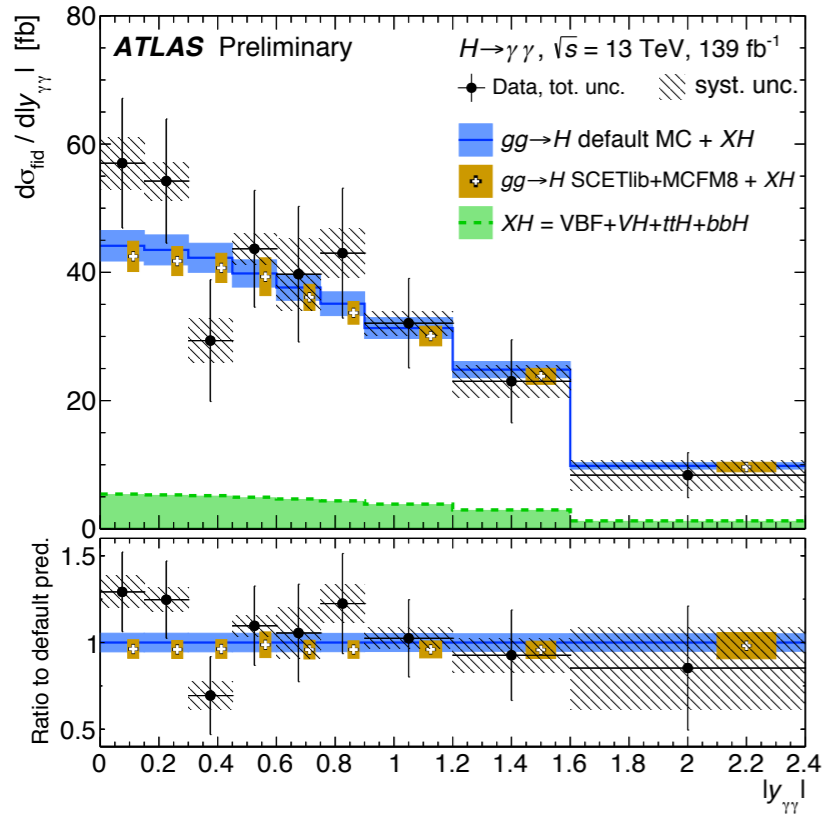 ATLAS Preliminary
H→γγ, √s = 13 TeV, 139 fb⁻¹
Data, tot. unc. syst. unc.
gg→H default MC + XH
gg→H SCETlib+MCFM8 + XH
XH = VBF+VH+ttH+bbH
dσ_fid / d|y_γγ| [fb]
80
60
40
20
0
Ratio to default pred.
1.5
1
0.5
0 0.2 0.4 0.6 0.8 1 1.2 1.4 1.6 1.8 2 2.2 2.4
|y_γγ|